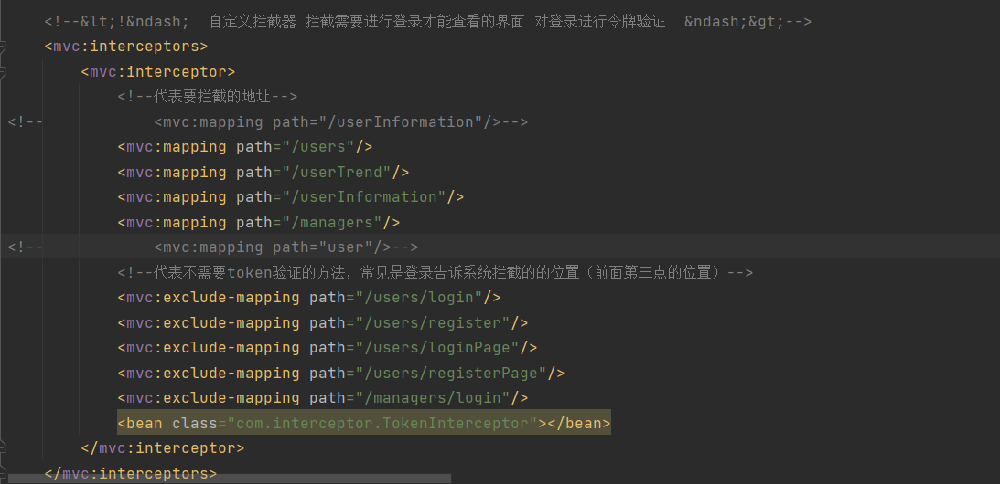 <!--&lt;!&ndash;  自定义拦截器 拦截需要进行登录才能查看的界面 对登录进行令牌验证  &ndash;&gt;-->
<mvc:interceptors>
<mvc:interceptor>
<!--代表要拦截的地址-->
<!--            <mvc:mapping path="/userInformation"/>-->
<mvc:mapping path="/users"/>
<mvc:mapping path="/userTrend"/>
<mvc:mapping path="/userInformation"/>
<mvc:mapping path="/managers"/>
<!--            <mvc:mapping path="user"/>-->
<!--代表不需要token验证的方法，常见是登录告诉系统拦截的的位置（前面第三点的位置）-->
<mvc:exclude-mapping path="/users/login"/>
<mvc:exclude-mapping path="/users/register"/>
<mvc:exclude-mapping path="/users/loginPage"/>
<mvc:exclude-mapping path="/users/registerPage"/>
<mvc:exclude-mapping path="/managers/login"/>
<bean class="com.interceptor.TokenInterceptor"></bean>
</mvc:interceptor>
</mvc:interceptors>